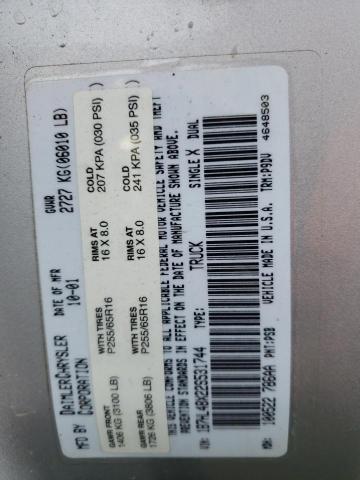 MFD BY DAIMLERCHRYSLER CORPORATION DATE OF MFR 10-01 GVWR 2727 KG(06010 LB)
GAWR FRONT 1406 KG (3100 LB) WITH TIRES P255/65R16 RIMS AT 16 X 8.0 COLD 207 KPA (030 PSI)
GAWR REAR 1726 KG (3806 LB) WITH TIRES P255/65R16 RIMS AT 16 X 8.0 COLD 241 KPA (035 PSI)
THIS VEHICLE CONFORMS TO ALL APPLICABLE FEDERAL MOTOR VEHICLE SAFETY AND THEFT
PREVENTION STANDARDS IN EFFECT ON THE DATE OF MANUFACTURE SHOWN ABOVE.
TYPE: TRUCK SINGLE X DUAL
PNT:PSB VEHICLE MADE IN U.S.A. TRM:P9DV 4648503